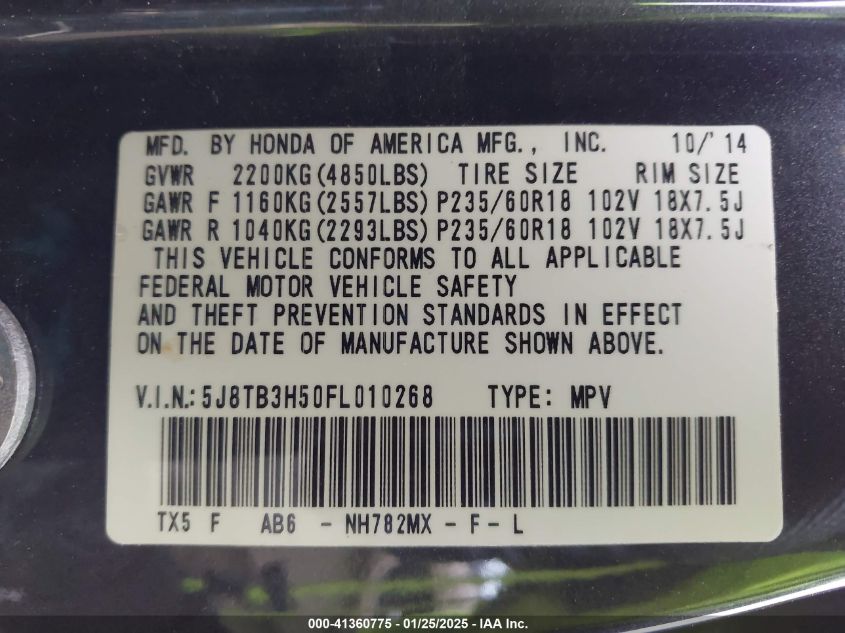 MFD. BY HONDA OF AMERICA MFG., INC. 10/'14
GVWR 2200KG(4850LBS) TIRE SIZE RIM SIZE
GAWR F 1160KG(2557LBS) P235/60R18 102V 18X7.5J
GAWR R 1040KG(2293LBS) P235/60R18 102V 18X7.5J
THIS VEHICLE CONFORMS TO ALL APPLICABLE
FEDERAL MOTOR VEHICLE SAFETY
AND THEFT PREVENTION STANDARDS IN EFFECT
ON THE DATE OF MANUFACTURE SHOWN ABOVE.
V.I.N.: 5J8TB3H50FL010268 TYPE: MPV
TX5 F AB6 - NH782MX - F - L
000-41360775 - 01/25/2025 - IAA Inc.